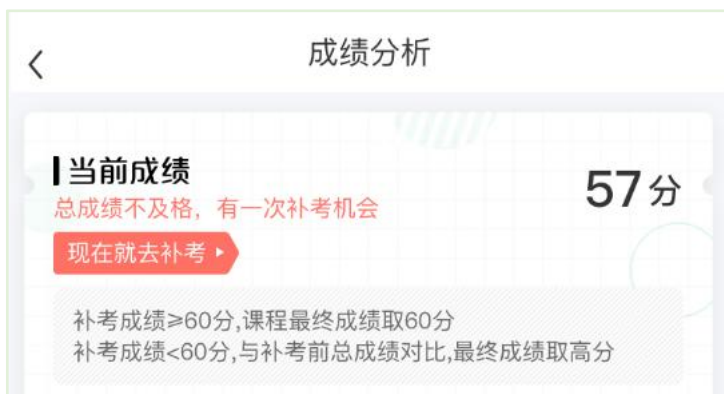 成绩分析
当前成绩
57分
总成绩不及格，有一次补考机会
现在就去补考
补考成绩≥60分,课程最终成绩取60分
补考成绩<60分,与补考前总成绩对比,最终成绩取高分